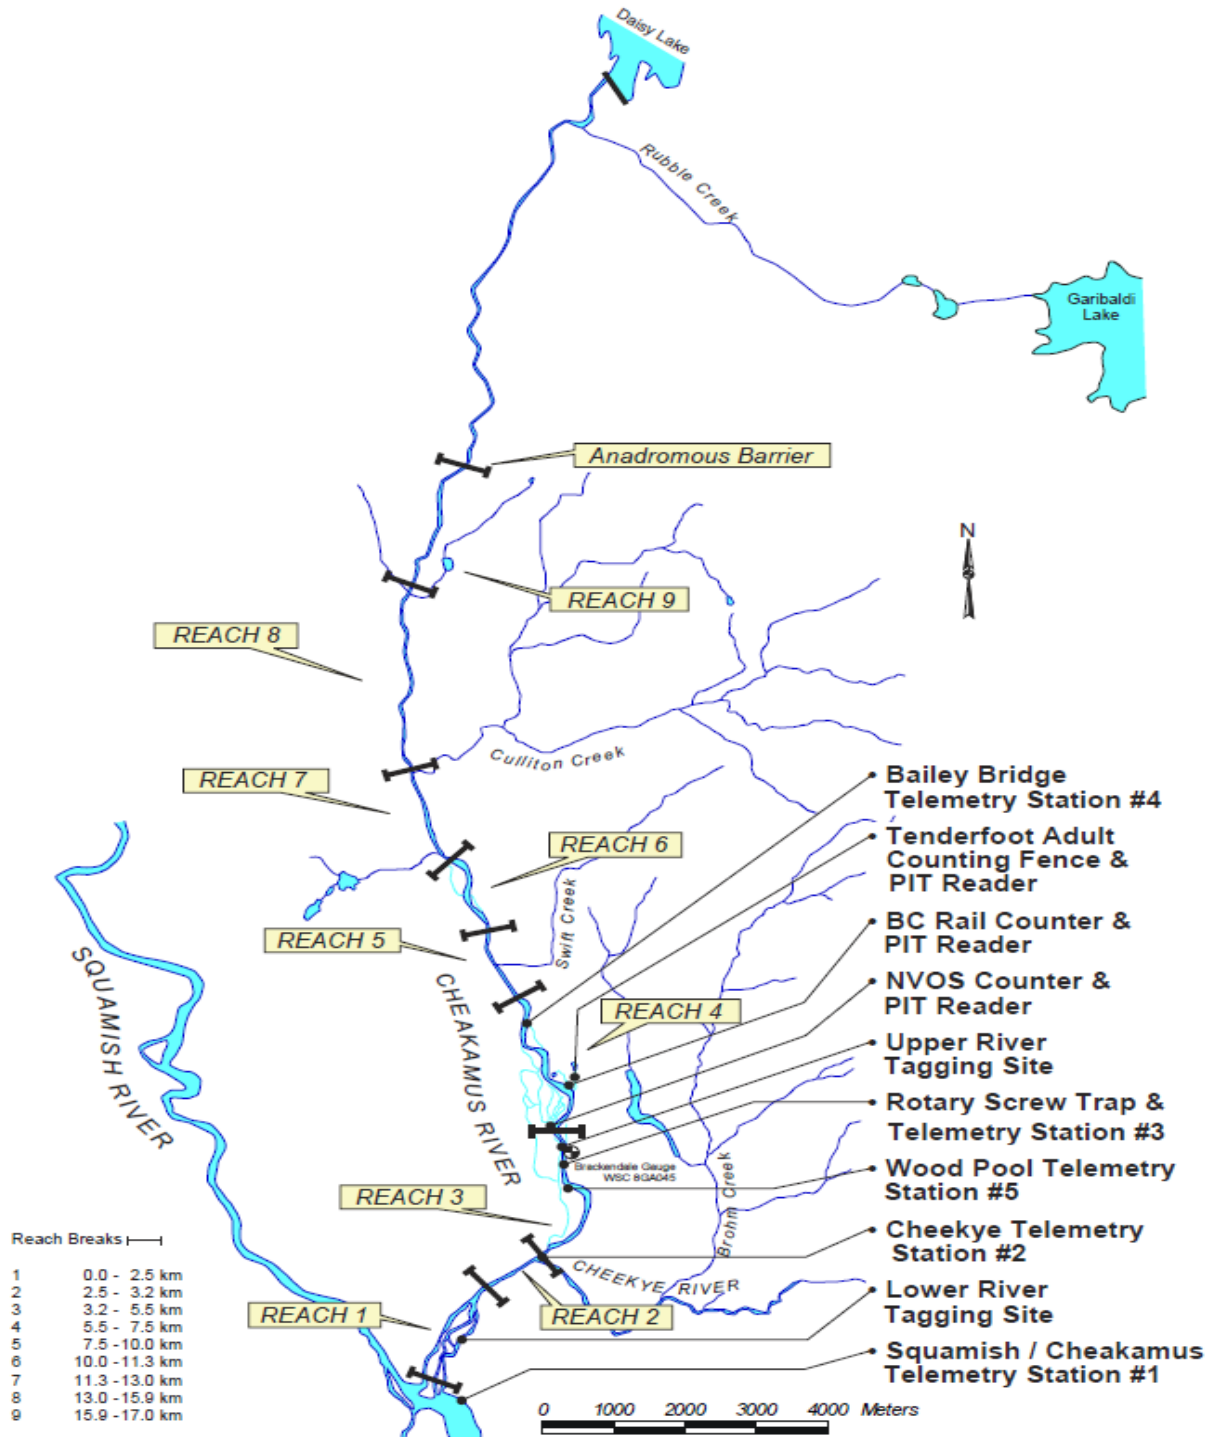 Daisy Lake
Rubble Creek
Garibaldi
Lake
Anadromous Barrier
N
REACH 9
REACH 8
Culliton Creek
REACH 7
Bailey Bridge
Telemetry Station #4
Tenderfoot Adult
Counting Fence &
PIT Reader
REACH 6
Swift Creek
BC Rail Counter &
PIT Reader
REACH 5
SQUAMISH RIVER
CHEAKAMUS RIVER
NVOS Counter &
PIT Reader
REACH 4
Upper River
Tagging Site
Rotary Screw Trap &
Telemetry Station #3
Brackendale Gauge
WSC 8GA045
Wood Pool Telemetry
Station #5
Brohm Creek
REACH 3
Cheekye Telemetry
Station #2
CHEEKYE RIVER
Lower River
Tagging Site
REACH 2
REACH 1
Squamish / Cheakamus
Telemetry Station #1
Reach Breaks
1 0.0 - 2.5 km
2 2.5 - 3.2 km
3 3.2 - 5.5 km
4 5.5 - 7.5 km
5 7.5 - 10.0 km
6 10.0 - 11.3 km
7 11.3 - 13.0 km
8 13.0 - 15.9 km
9 15.9 - 17.0 km
0 1000 2000 3000 4000 Meters